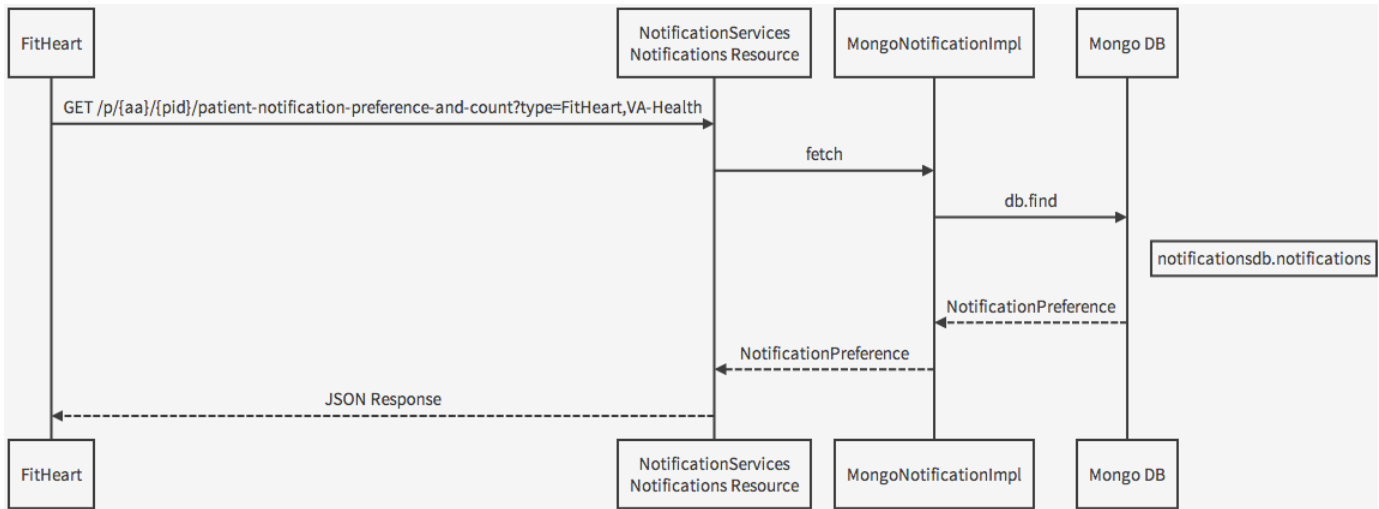 FitHeart
NotificationServices
Notifications Resource
MongoNotificationImpl
Mongo DB
GET /p/{aa}/{pid}/patient-notification-preference-and-count?type=FitHeart,VA-Health
fetch
db.find
notificationsdb.notifications
NotificationPreference
NotificationPreference
JSON Response
FitHeart
NotificationServices
Notifications Resource
MongoNotificationImpl
Mongo DB